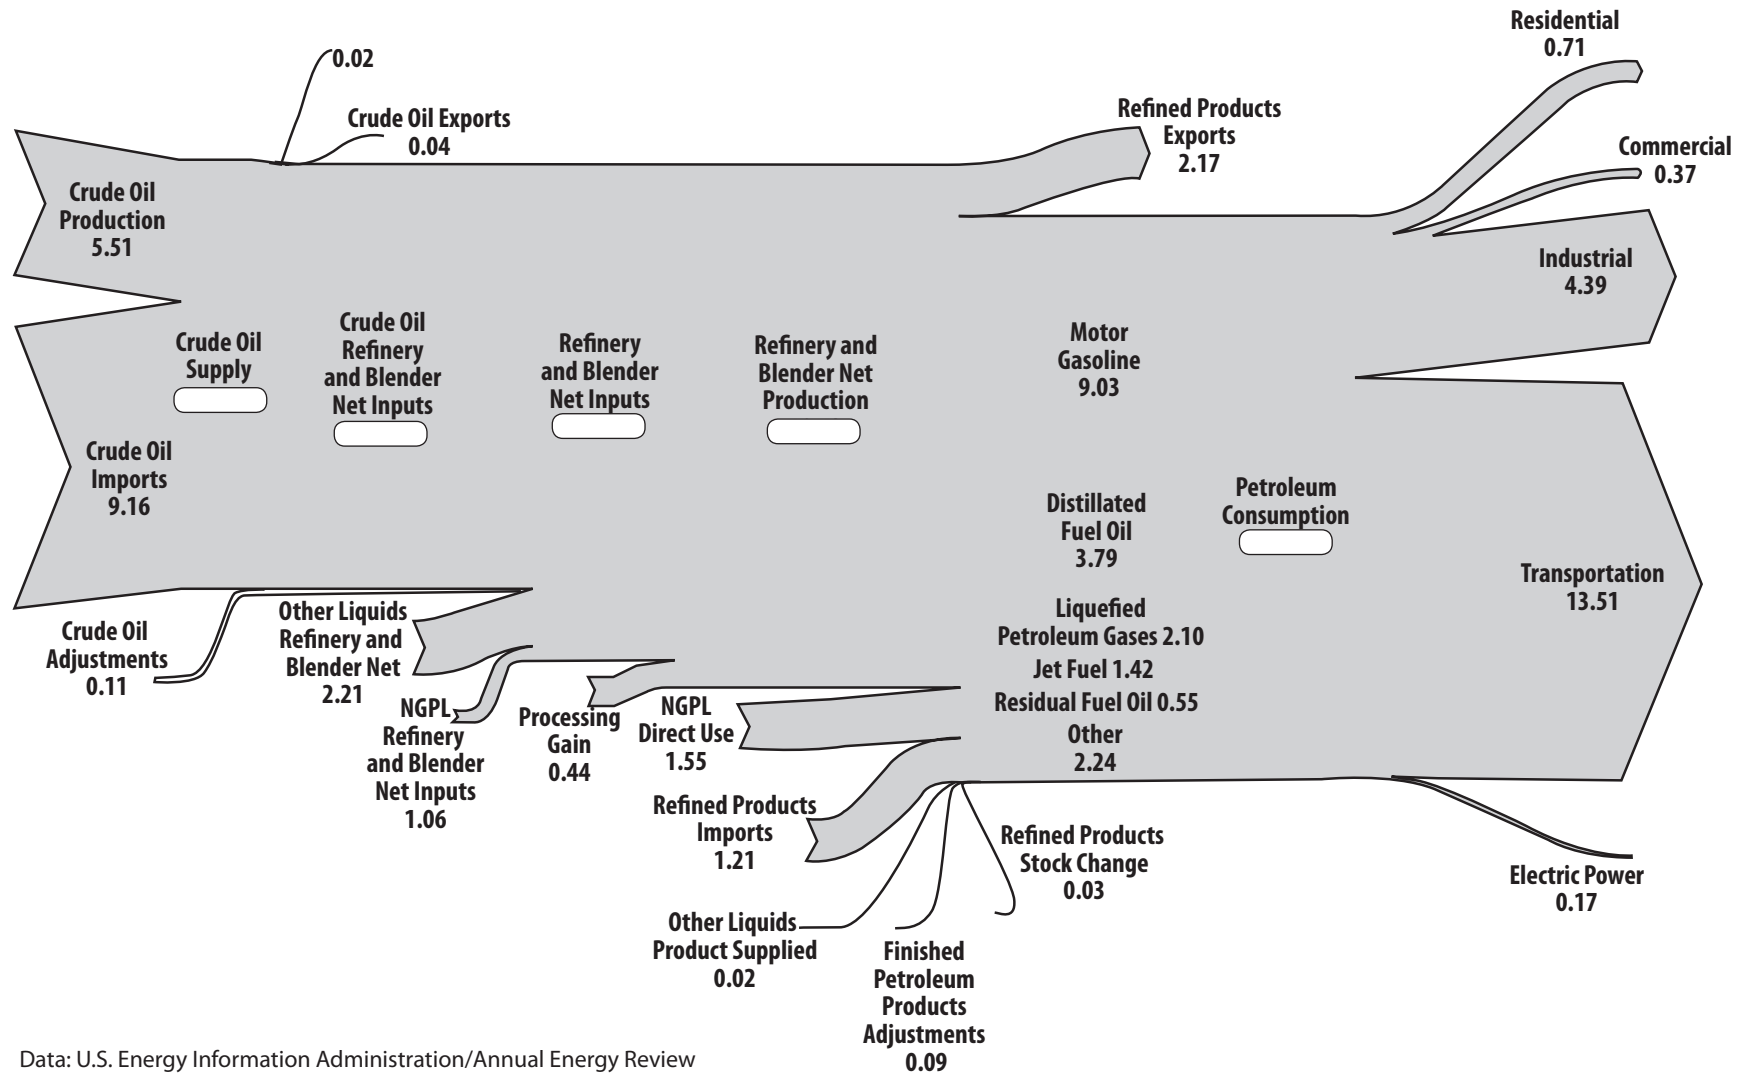 Residential
0.71
0.02
Crude Oil Exports
0.04
Refined Products
Exports
2.17
Commercial
0.37
Crude Oil
Production
5.51
Industrial
4.39
Crude Oil
Supply
Crude Oil
Refinery
and Blender
Net Inputs
Refinery
and Blender
Net Inputs
Refinery and
Blender Net
Production
Motor
Gasoline
9.03
Crude Oil
Imports
9.16
Distillated
Fuel Oil
3.79
Petroleum
Consumption
Transportation
13.51
Liquefied
Petroleum Gases 2.10
Jet Fuel 1.42
Residual Fuel Oil 0.55
Other
2.24
Crude Oil
Adjustments
0.11
Other Liquids
Refinery and
Blender Net
2.21
NGPL
Refinery
and Blender
Net Inputs
1.06
Processing
Gain
0.44
NGPL
Direct Use
1.55
Refined Products
Imports
1.21
Refined Products
Stock Change
0.03
Electric Power
0.17
Other Liquids
Product Supplied
0.02
Finished
Petroleum
Products
Adjustments
0.09
Data: U.S. Energy Information Administration/Annual Energy Review